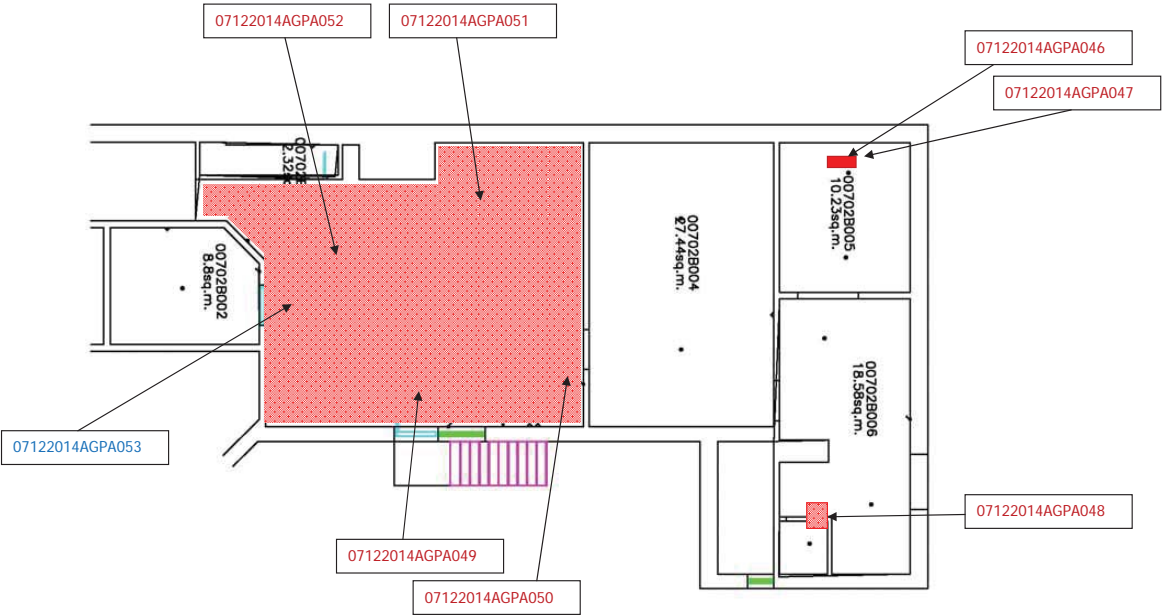 07122014AGPA052
07122014AGPA051
07122014AGPA046
07122014AGPA047
00702B005
10.23sq.m.
00702B004
27.44sq.m.
00702B002
8.8sq.m.
00702B006
18.58sq.m.
07122014AGPA053
07122014AGPA048
07122014AGPA049
07122014AGPA050